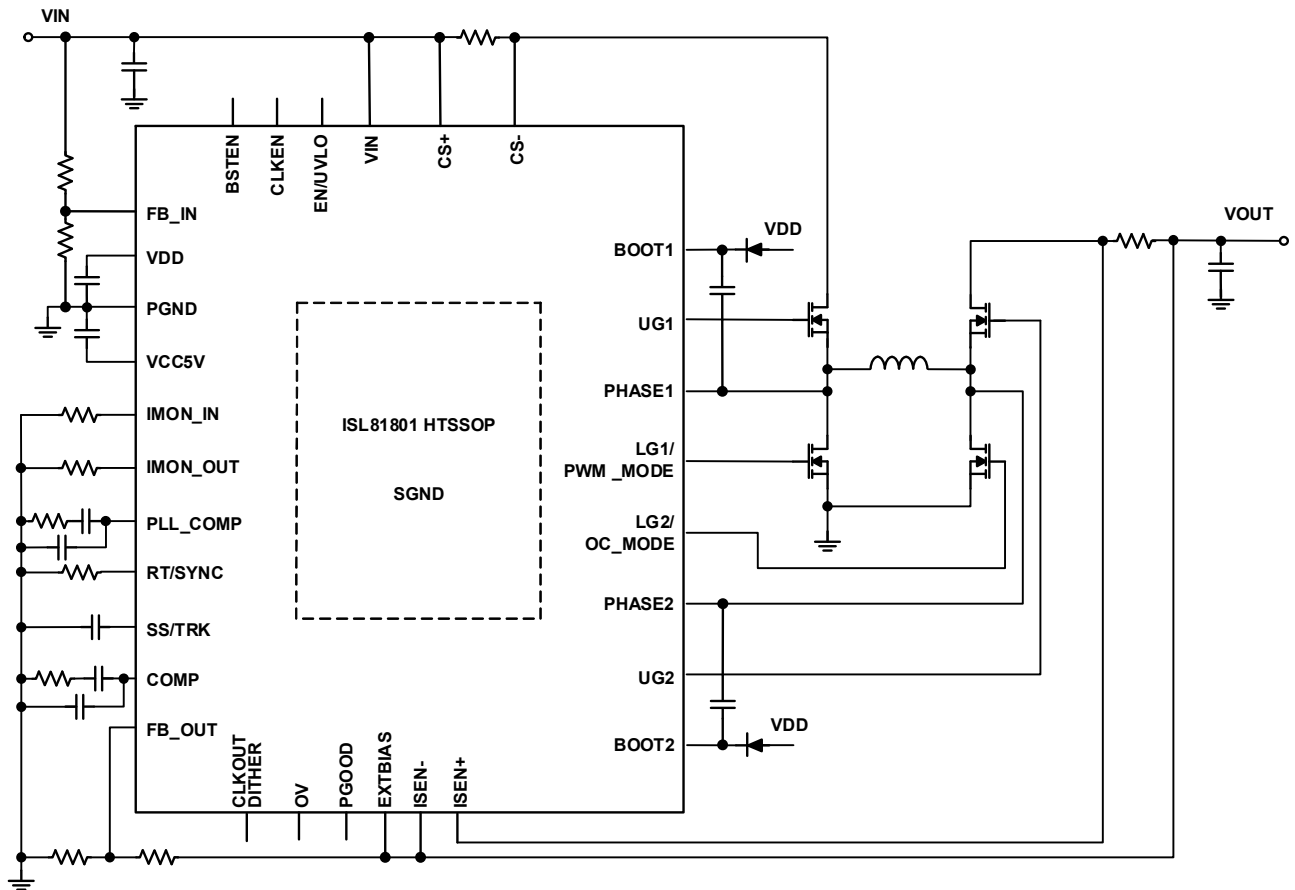 VIN
BSTEN
CLKEN
EN/UVLO
VIN
CS+
CS-
FB_IN
VDD
PGND
VCC5V
IMON_IN
IMON_OUT
PLL_COMP
RT/SYNC
SS/TRK
COMP
FB_OUT
ISL81801 HTSSOP
SGND
BOOT1
VDD
UG1
PHASE1
LG1/
PWM _MODE
LG2/
OC_MODE
PHASE2
UG2
BOOT2
VDD
VOUT
CLKOUT
DITHER
OV
PGOOD
EXTBIAS
ISEN-
ISEN+